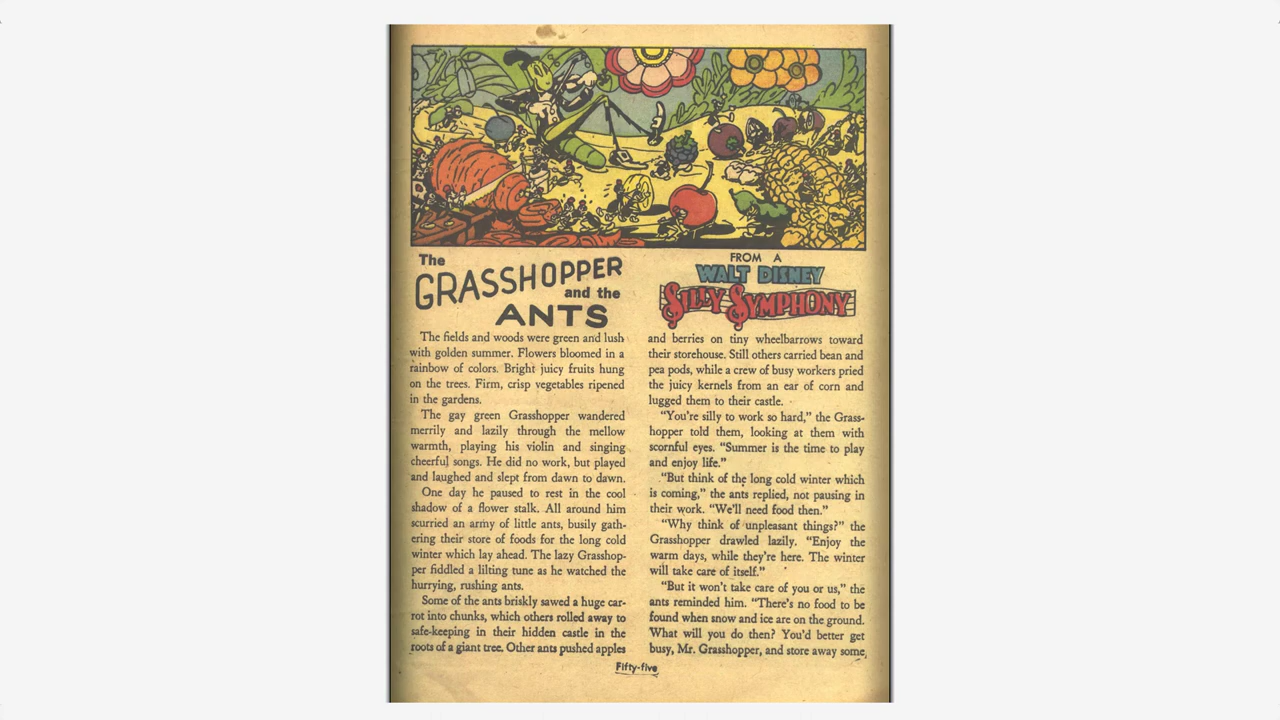 The
GRASSHOPPER
and the
ANTS
The fields and woods were green and lush
with golden summer. Flowers bloomed in a
rainbow of colors. Bright juicy fruits hung
on the trees. Firm, crisp vegetables ripened
in the gardens.
The gay green Grasshopper wandered
merrily and lazily through the mellow
warmth, playing his violin and singing
cheerful songs. He did no work, but played
and laughed and slept from dawn to dawn.
One day he paused to rest in the cool
shadow of a flower stalk. All around him
scurried an army of little ants, busily gath-
ering their store of foods for the long cold
winter which lay ahead. The lazy Grasshop-
per fiddled a lilting tune as he watched the
hurrying, rushing ants.
Some of the ants briskly sawed a huge car-
rot into chunks, which others rolled away to
safe-keeping in their hidden castle in the
roots of a giant tree. Other ants pushed apples
FROM A
WALT DISNEY
SILLY SYMPHONY
and berries on tiny wheelbarrows toward
their storehouse. Still others carried bean and
pea pods, while a crew of busy workers pried
the juicy kernels from an ear of corn and
lugged them to their castle.
"You're silly to work so hard," the Grass-
hopper told them, looking at them with
scornful eyes. "Summer is the time to play
and enjoy life."
"But think of the long cold winter which
is coming," the ants replied, not pausing in
their work. "We'll need food then."
"Why think of unpleasant things?" the
Grasshopper drawled lazily. "Enjoy the
warm days, while they're here. The winter
will take care of itself."
"But it won't take care of you or us," the
ants reminded him. "There's no food to be
found when snow and ice are on the ground.
What will you do then? You'd better get
busy, Mr. Grasshopper, and store away some
Fifty-five